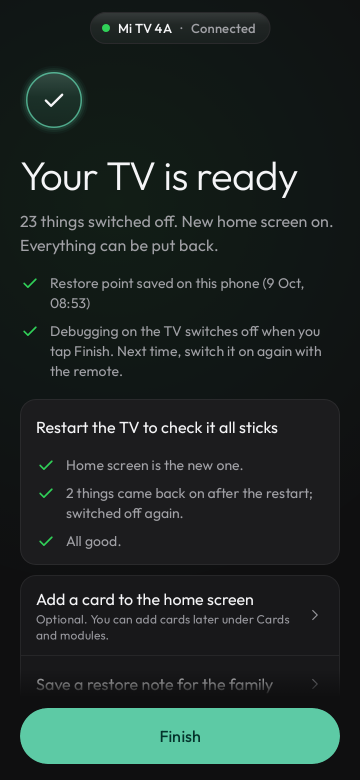 Mi TV 4A · Connected
Your TV is ready
23 things switched off. New home screen on.
Everything can be put back.
Restore point saved on this phone (9 Oct,
08:53)
Debugging on the TV switches off when you
tap Finish. Next time, switch it on again with
the remote.
Restart the TV to check it all sticks
Home screen is the new one.
2 things came back on after the restart;
switched off again.
All good.
Add a card to the home screen
Optional. You can add cards later under Cards
and modules.
Save a restore note for the family
Finish